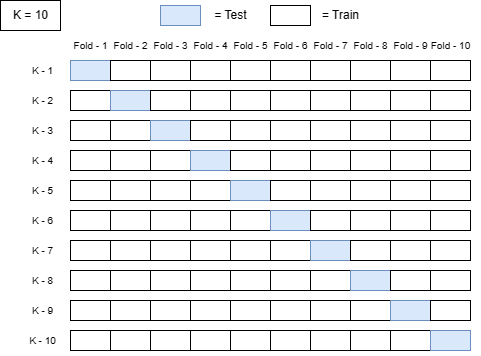 K = 10
= Test
= Train
Fold - 1 Fold - 2 Fold - 3 Fold - 4 Fold - 5 Fold - 6 Fold - 7 Fold - 8 Fold - 9 Fold - 10
K - 1
K - 2
K - 3
K - 4
K - 5
K - 6
K - 7
K - 8
K - 9
K - 10